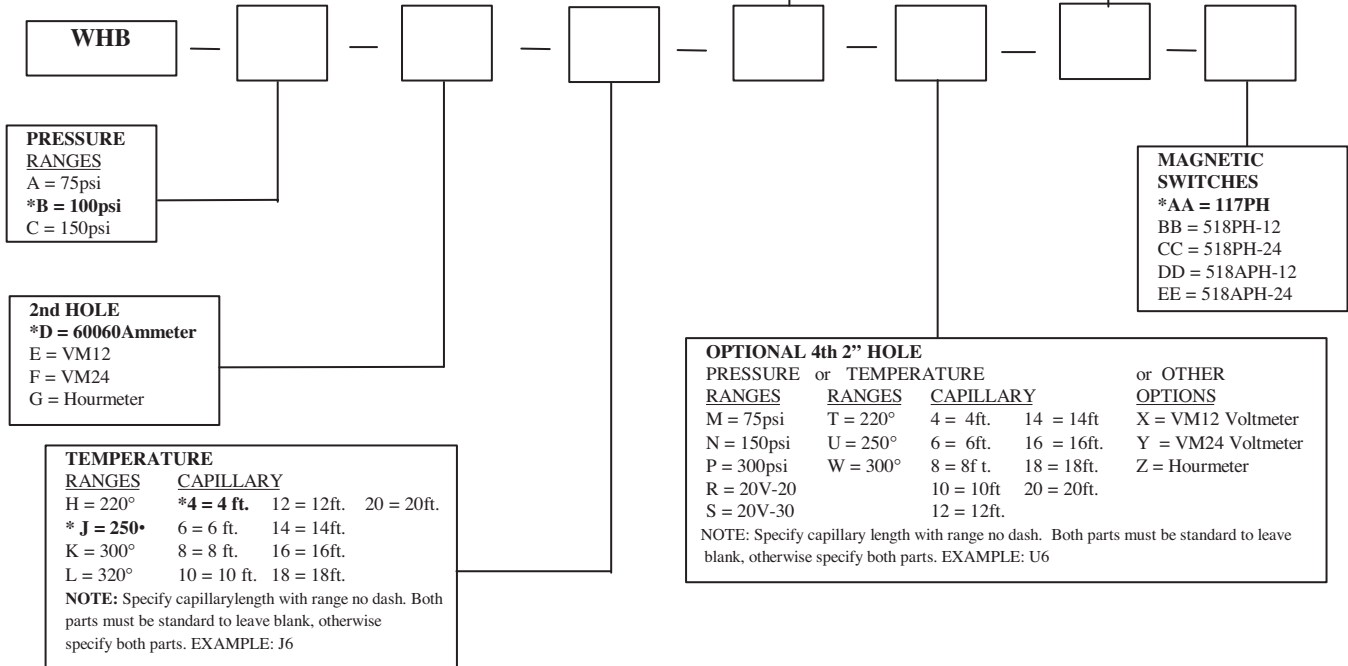 WHB
PRESSURE
RANGES
A = 75psi
*B = 100psi
C = 150psi
MAGNETIC
SWITCHES
*AA = 117PH
BB = 518PH-12
CC = 518PH-24
DD = 518APH-12
EE = 518APH-24
2nd HOLE
*D = 60060Ammeter
E = VM12
F = VM24
G = Hourmeter
OPTIONAL 4th 2” HOLE
PRESSURE or TEMPERATURE or OTHER
RANGES RANGES CAPILLARY OPTIONS
M = 75psi T = 220° 4 = 4ft. 14 = 14ft X = VM12 Voltmeter
N = 150psi U = 250° 6 = 6ft. 16 = 16ft. Y = VM24 Voltmeter
P = 300psi W = 300° 8 = 8f t. 18 = 18ft. Z = Hourmeter
R = 20V-20 10 = 10ft 20 = 20ft.
S = 20V-30 12 = 12ft.
NOTE: Specify capillary length with range no dash. Both parts must be standard to leave
blank, otherwise specify both parts. EXAMPLE: U6
TEMPERATURE
RANGES CAPILLARY
H = 220° *4 = 4 ft. 12 = 12ft. 20 = 20ft.
* J = 250• 6 = 6 ft. 14 = 14ft.
K = 300° 8 = 8 ft. 16 = 16ft.
L = 320° 10 = 10 ft. 18 = 18ft.
NOTE: Specify capillarylength with range no dash. Both
parts must be standard to leave blank, otherwise
specify both parts. EXAMPLE: J6